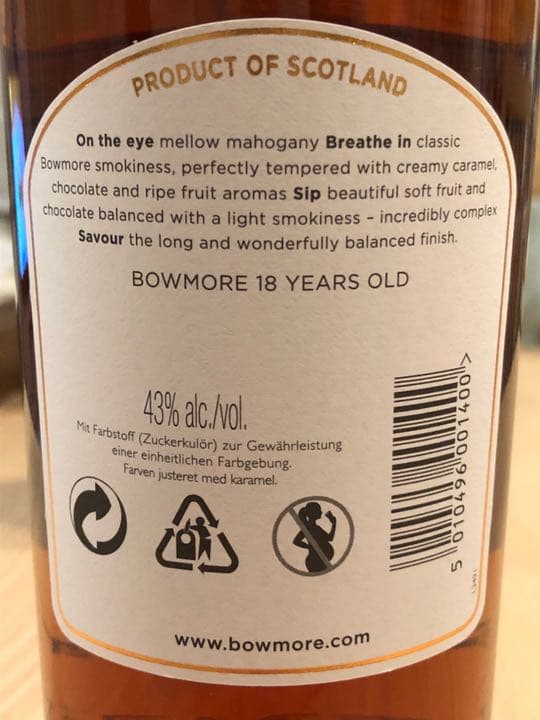 PRODUCT OF SCOTLAND
On the eye mellow mahogany Breathe in classic
Bowmore smokiness, perfectly tempered with creamy caramel,
chocolate and ripe fruit aromas Sip beautiful soft fruit and
chocolate balanced with a light smokiness – incredibly complex
Savour the long and wonderfully balanced finish.
BOWMORE 18 YEARS OLD
43% alc./vol.
Mit Farbstoff (Zuckerkulör) zur Gewährleistung
einer einheitlichen Farbgebung.
Farven justeret med karamel.
5 010496 001400 >
www.bowmore.com